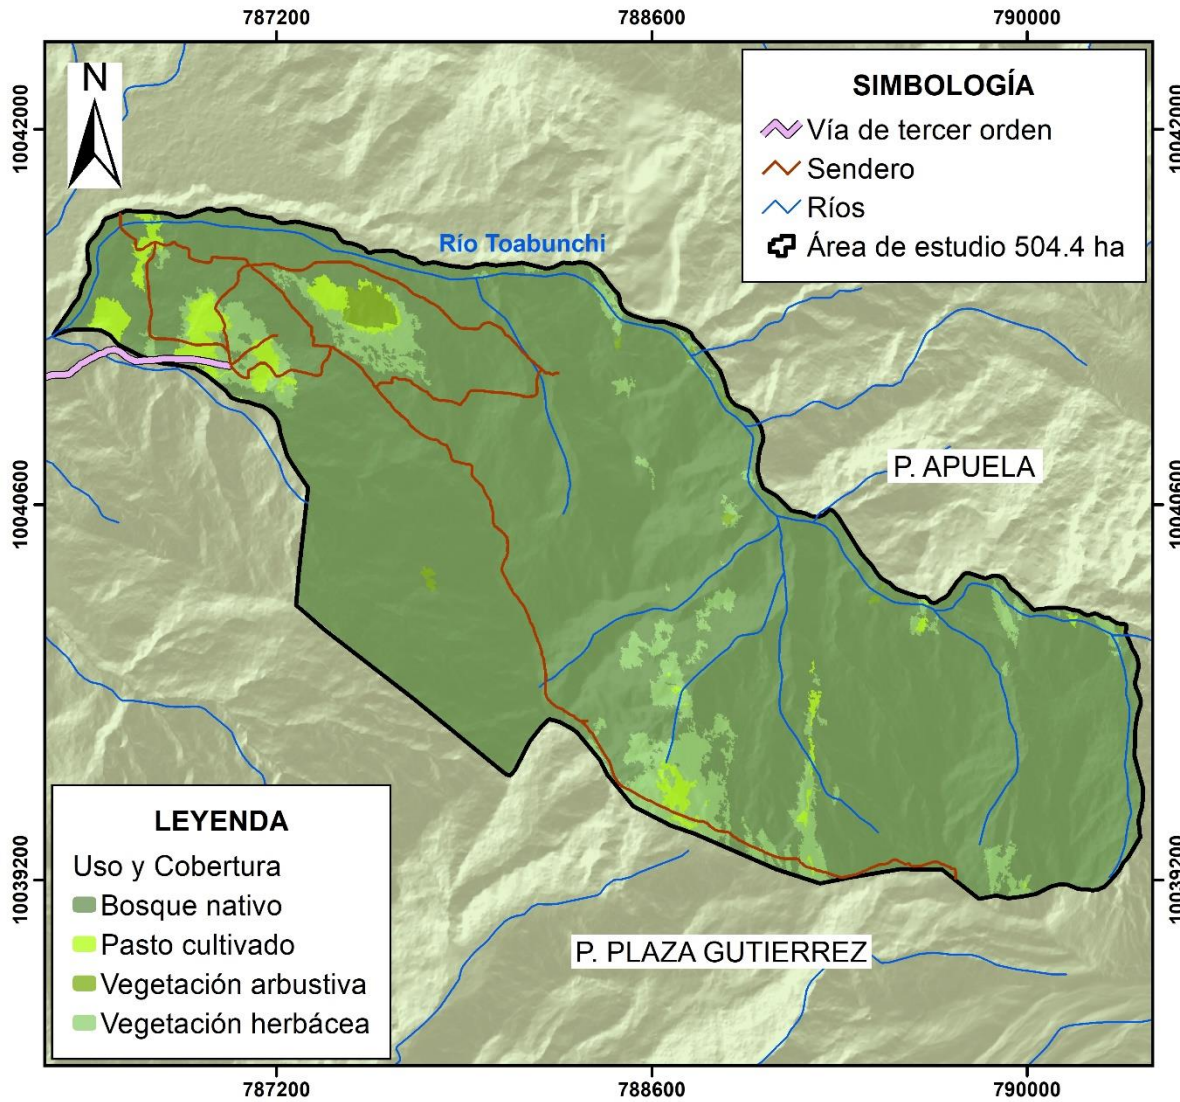 787200
788600
790000
N
SIMBOLOGÍA
Vía de tercer orden
Sendero
Ríos
Área de estudio 504.4 ha
10042000
10042000
Río Toabunchi
P. APUELA
10040600
10040600
LEYENDA
Uso y Cobertura
Bosque nativo
Pasto cultivado
Vegetación arbustiva
Vegetación herbácea
P. PLAZA GUTIERREZ
10039200
10039200
787200
788600
790000